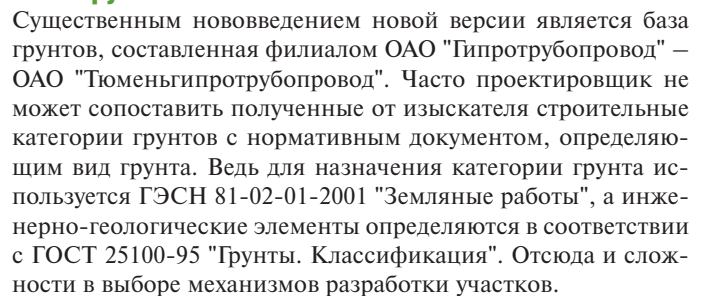 Существенным нововведением новой версии является база
грунтов, составленная филиалом ОАО "Гипротрубопровод" –
ОАО "Тюменьгипротрубопровод". Часто проектировщик не
может сопоставить полученные от изыскателя строительные
категории грунтов с нормативным документом, определяю-
щим вид грунта. Ведь для назначения категории грунта ис-
пользуется ГЭСН 81-02-01-2001 "Земляные работы", а инже-
нерно-геологические элементы определяются в соответствии
с ГОСТ 25100-95 "Грунты. Классификация". Отсюда и слож-
ности в выборе механизмов разработки участков.